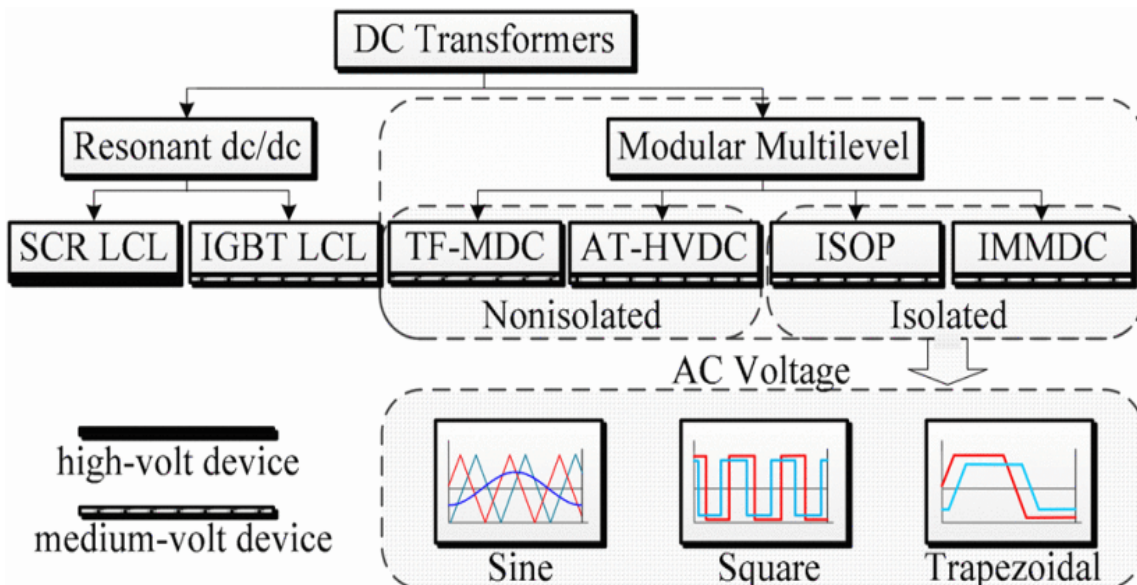 DC Transformers
Resonant dc/dc
Modular Multilevel
SCR LCL
IGBT LCL
TF-MDC
AT-HVDC
ISOP
IMMDC
Nonisolated
Isolated
AC Voltage
high-volt device
medium-volt device
Sine
Square
Trapezoidal